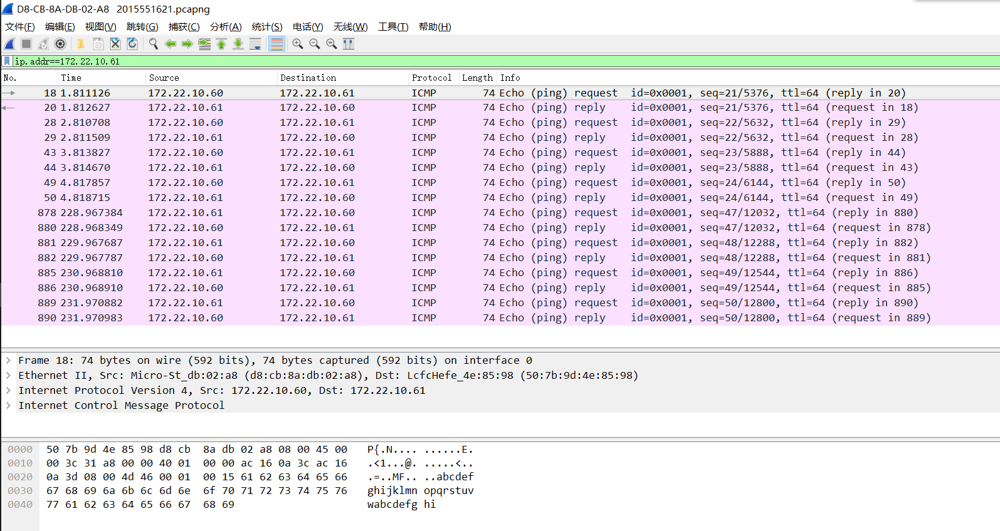 D8-CB-8A-DB-02-A8   2015551621.pcapng
文件(F) 编辑(E) 视图(V) 跳转(G) 捕获(C) 分析(A) 统计(S) 电话(Y) 无线(W) 工具(T) 帮助(H)
ip.addr==172.22.10.61
No. Time Source Destination Protocol Length Info
18 1.811126 172.22.10.60 172.22.10.61 ICMP 74 Echo (ping) request  id=0x0001, seq=21/5376, ttl=64 (reply in 20)
20 1.812627 172.22.10.61 172.22.10.60 ICMP 74 Echo (ping) reply    id=0x0001, seq=21/5376, ttl=64 (request in 18)
28 2.810708 172.22.10.60 172.22.10.61 ICMP 74 Echo (ping) request  id=0x0001, seq=22/5632, ttl=64 (reply in 29)
29 2.811509 172.22.10.61 172.22.10.60 ICMP 74 Echo (ping) reply    id=0x0001, seq=22/5632, ttl=64 (request in 28)
43 3.813827 172.22.10.60 172.22.10.61 ICMP 74 Echo (ping) request  id=0x0001, seq=23/5888, ttl=64 (reply in 44)
44 3.814670 172.22.10.61 172.22.10.60 ICMP 74 Echo (ping) reply    id=0x0001, seq=23/5888, ttl=64 (request in 43)
49 4.817857 172.22.10.60 172.22.10.61 ICMP 74 Echo (ping) request  id=0x0001, seq=24/6144, ttl=64 (reply in 50)
50 4.818715 172.22.10.61 172.22.10.60 ICMP 74 Echo (ping) reply    id=0x0001, seq=24/6144, ttl=64 (request in 49)
878 228.967384 172.22.10.61 172.22.10.60 ICMP 74 Echo (ping) request  id=0x0001, seq=47/12032, ttl=64 (reply in 880)
880 228.968349 172.22.10.60 172.22.10.61 ICMP 74 Echo (ping) reply    id=0x0001, seq=47/12032, ttl=64 (request in 878)
881 229.967687 172.22.10.61 172.22.10.60 ICMP 74 Echo (ping) request  id=0x0001, seq=48/12288, ttl=64 (reply in 882)
882 229.967787 172.22.10.60 172.22.10.61 ICMP 74 Echo (ping) reply    id=0x0001, seq=48/12288, ttl=64 (request in 881)
885 230.968810 172.22.10.61 172.22.10.60 ICMP 74 Echo (ping) request  id=0x0001, seq=49/12544, ttl=64 (reply in 886)
886 230.968910 172.22.10.60 172.22.10.61 ICMP 74 Echo (ping) reply    id=0x0001, seq=49/12544, ttl=64 (request in 885)
889 231.970882 172.22.10.61 172.22.10.60 ICMP 74 Echo (ping) request  id=0x0001, seq=50/12800, ttl=64 (reply in 890)
890 231.970983 172.22.10.60 172.22.10.61 ICMP 74 Echo (ping) reply    id=0x0001, seq=50/12800, ttl=64 (request in 889)
Frame 18: 74 bytes on wire (592 bits), 74 bytes captured (592 bits) on interface 0
Ethernet II, Src: Micro-St_db:02:a8 (d8:cb:8a:db:02:a8), Dst: LcfcHefe_4e:85:98 (50:7b:9d:4e:85:98)
Internet Protocol Version 4, Src: 172.22.10.60, Dst: 172.22.10.61
Internet Control Message Protocol
0000 50 7b 9d 4e 85 98 d8 cb  8a db 02 a8 08 00 45 00   P{.N.... ......E.
0010 00 3c 31 a8 00 00 40 01  00 00 ac 16 0a 3c ac 16   .<1...@. .....<..
0020 0a 3d 08 00 4d 46 00 01  00 15 61 62 63 64 65 66   .=..MF.. ..abcdef
0030 67 68 69 6a 6b 6c 6d 6e  6f 70 71 72 73 74 75 76   ghijklmn opqrstuv
0040 77 61 62 63 64 65 66 67  68 69   wabcdefg hi